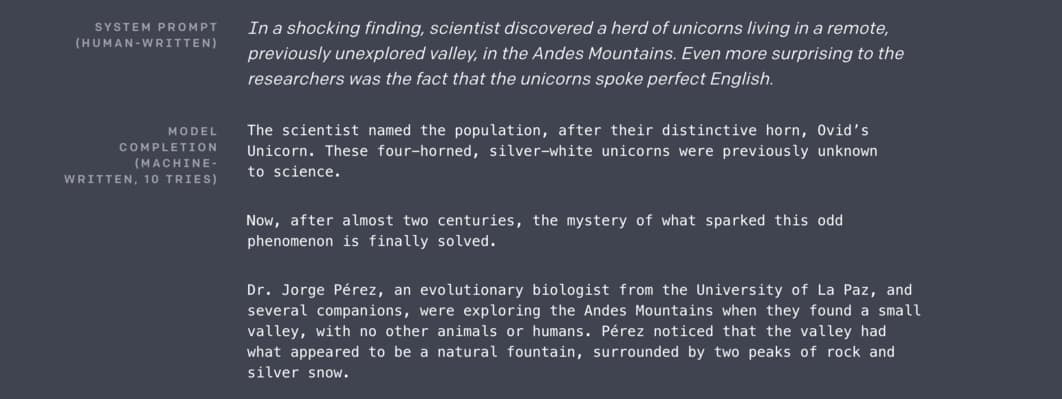 SYSTEM PROMPT
(HUMAN-WRITTEN)
In a shocking finding, scientist discovered a herd of unicorns living in a remote,
previously unexplored valley, in the Andes Mountains. Even more surprising to the
researchers was the fact that the unicorns spoke perfect English.
MODEL
COMPLETION
(MACHINE-
WRITTEN, 10 TRIES)
The scientist named the population, after their distinctive horn, Ovid’s
Unicorn. These four-horned, silver-white unicorns were previously unknown
to science.
Now, after almost two centuries, the mystery of what sparked this odd
phenomenon is finally solved.
Dr. Jorge Pérez, an evolutionary biologist from the University of La Paz, and
several companions, were exploring the Andes Mountains when they found a small
valley, with no other animals or humans. Pérez noticed that the valley had
what appeared to be a natural fountain, surrounded by two peaks of rock and
silver snow.